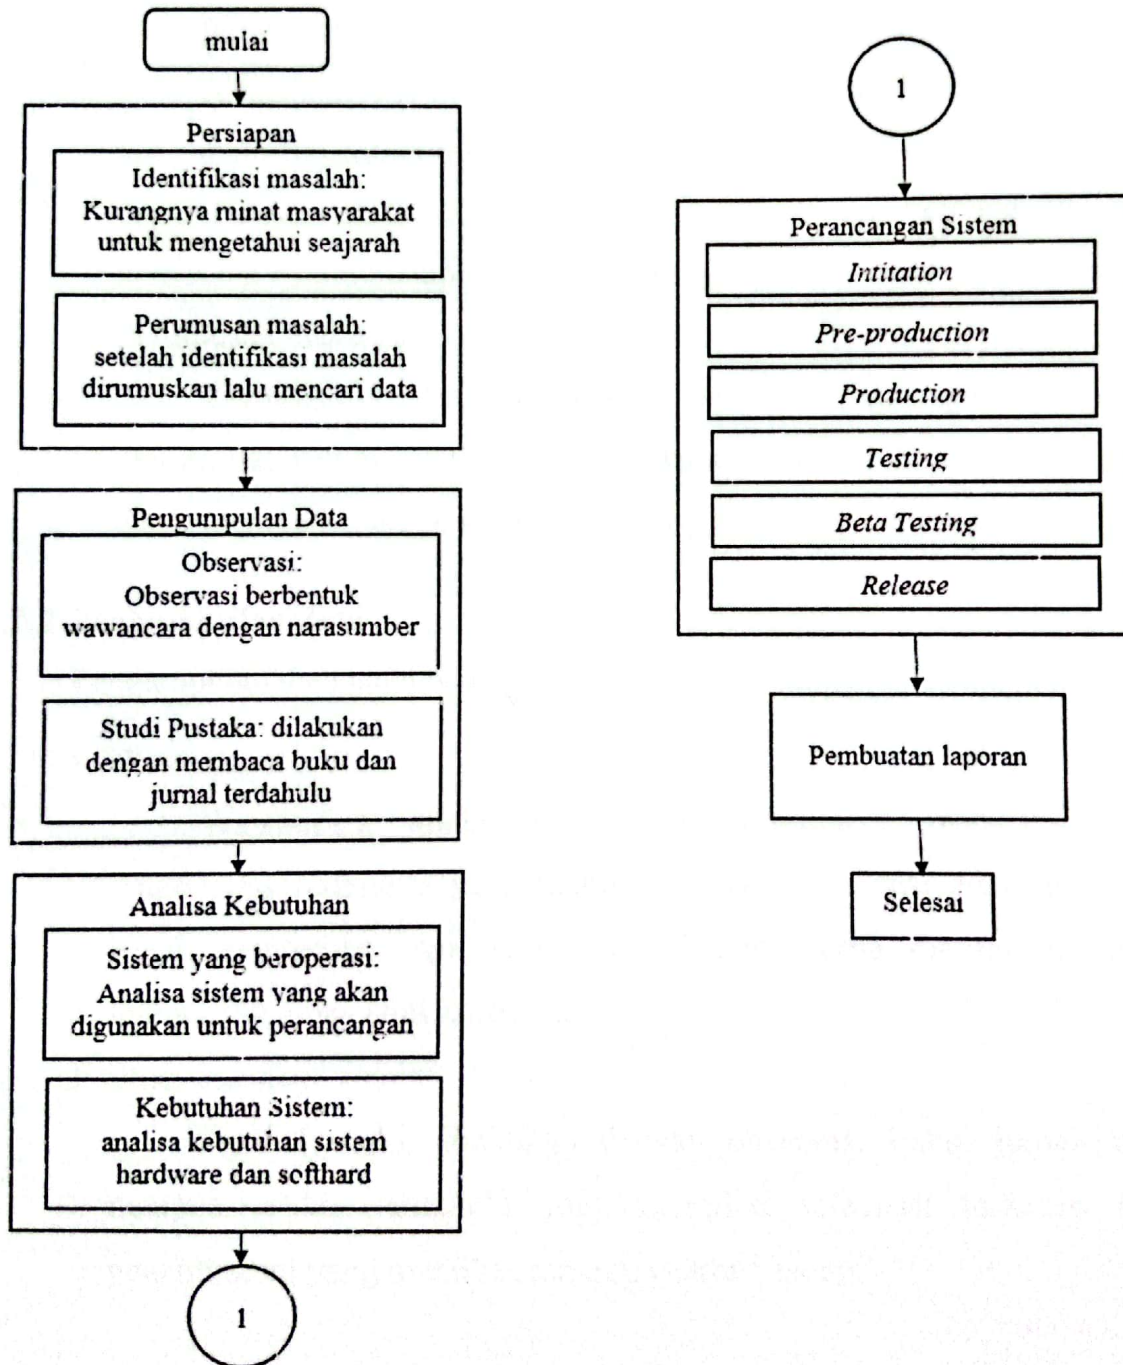 mulai
Persiapan
Identifikasi masalah:
Kurangnya minat masyarakat
untuk mengetahui seajarah
Perumusan masalah:
setelah identifikasi masalah
dirumuskan lalu mencari data
Pengumpulan Data
Observasi:
Observasi berbentuk
wawancara dengan narasumber
Studi Pustaka: dilakukan
dengan membaca buku dan
jurnal terdahulu
Analisa Kebutuhan
Sistem yang beroperasi:
Analisa sistem yang akan
digunakan untuk perancangan
Kebutuhan Sistem:
analisa kebutuhan sistem
hardware dan softhard
1
1
Perancangan Sistem
Intitation
Pre-production
Production
Testing
Beta Testing
Release
Pembuatan laporan
Selesai